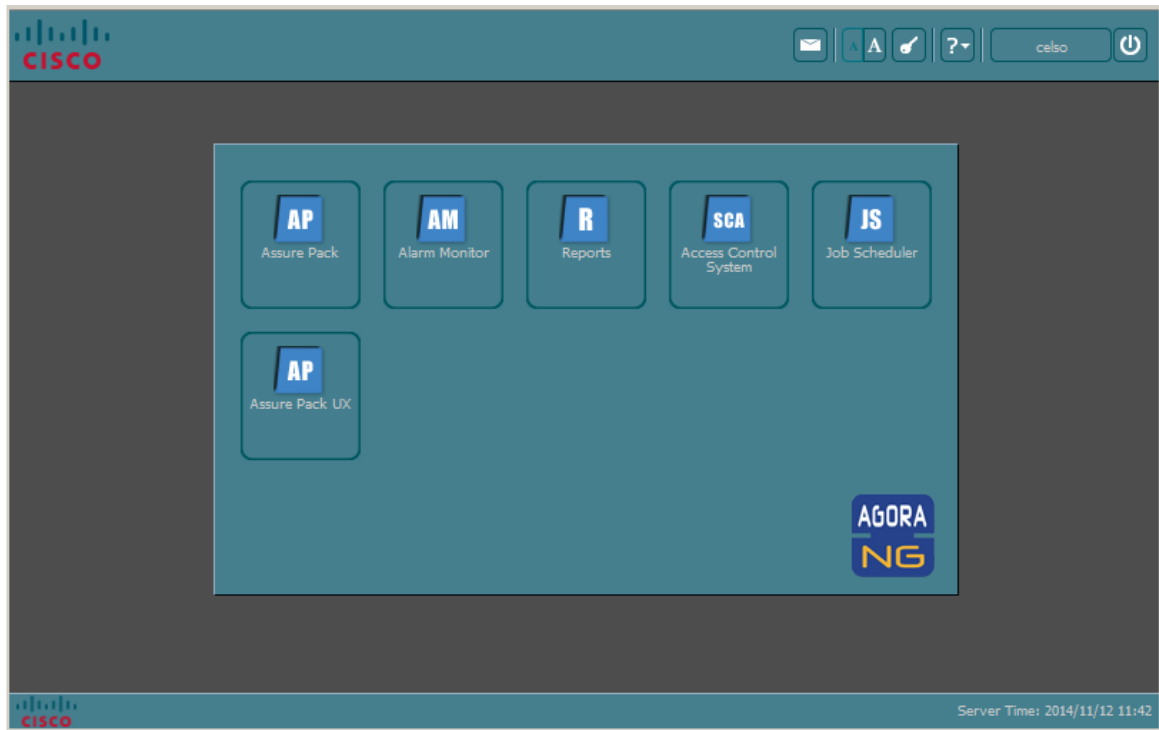 CISCO
A A
?
celso
AP
Assure Pack
AM
Alarm Monitor
R
Reports
SCA
Access Control
System
JS
Job Scheduler
AP
Assure Pack UX
AGORA
NG
CISCO
Server Time: 2014/11/12 11:42